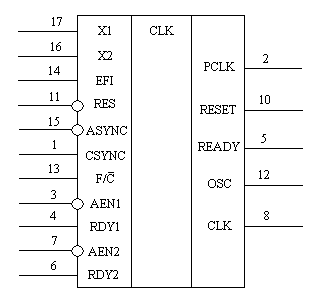 17 X1 CLK
16 X2
PCLK 2
14 EFI
11 RES
RESET 10
15 ASYNC
READY 5
1 CSYNC
13 F/C̅
OSC 12
3 AEN1
4 RDY1
CLK 8
7 AEN2
6 RDY2